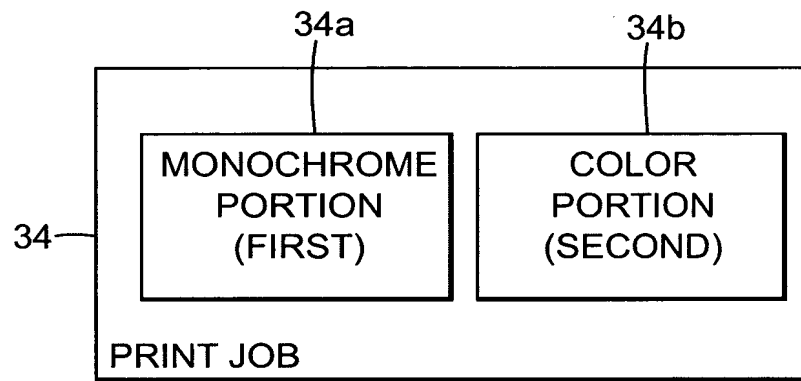 34a
34b
MONOCHROME
PORTION
(FIRST)
COLOR
PORTION
(SECOND)
34
PRINT JOB